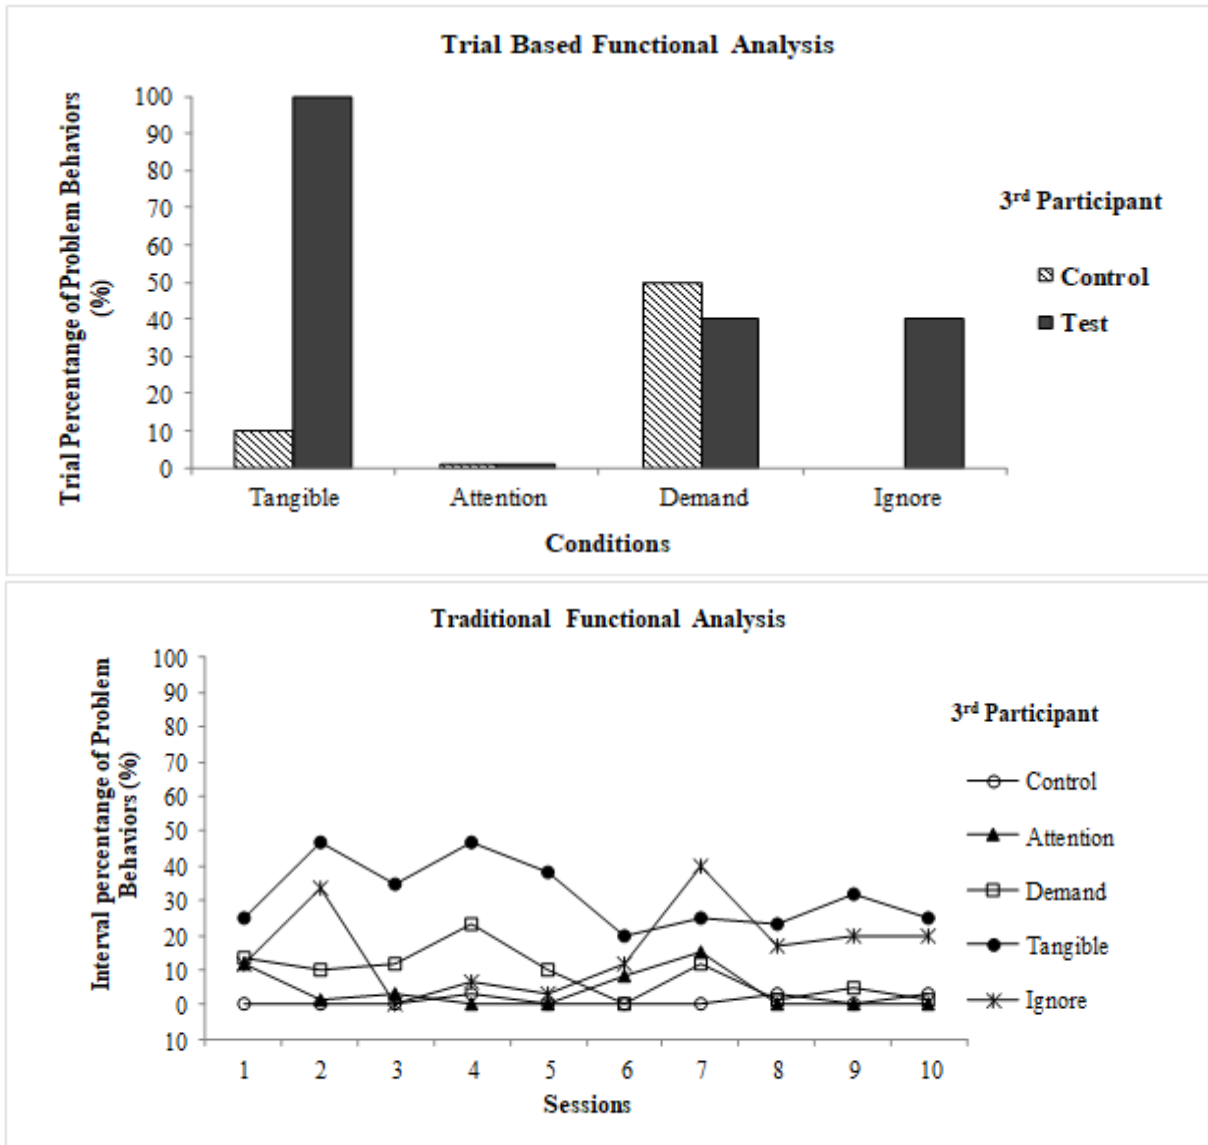 Trial Based Functional Analysis
Trial Percentange of Problem Behaviors
(%)
100
90
80
70
60
50
40
30
20
10
0
Tangible Attention Demand Ignore
Conditions
3rd Participant
Control
Test
Traditional Functional Analysis
Interval percentange of Problem
Behaviors (%)
100
90
80
70
60
50
40
30
20
10
0
10
1 2 3 4 5 6 7 8 9 10
Sessions
3rd Participant
Control
Attention
Demand
Tangible
Ignore